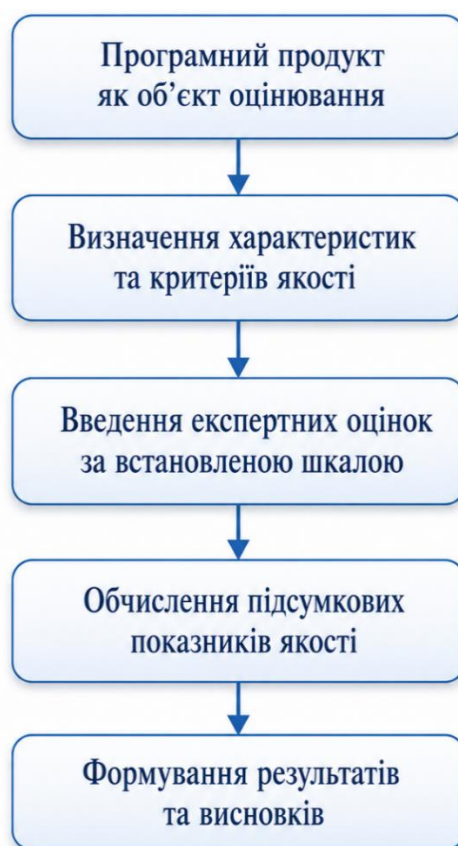 Програмний продукт
як об’єкт оцінювання
Визначення характеристик
та критеріїв якості
Введення експертних оцінок
за встановленою шкалою
Обчислення підсумкових
показників якості
Формування результатів
та висновків